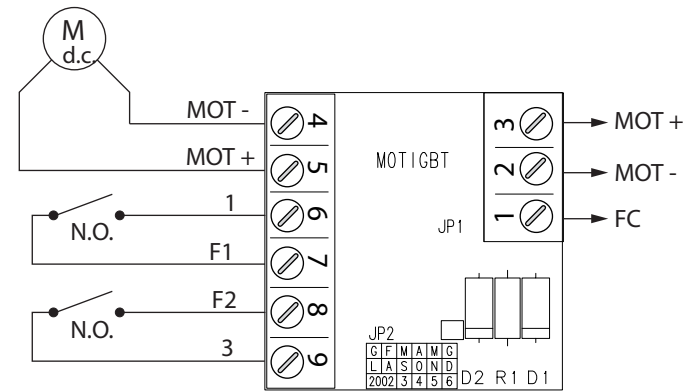 M
d.c.
MOT -
MOT +
1
N.O.
F1
F2
N.O.
3
4
5
6
7
8
9
MOTIGBT
JP1
JP2
G F M A M G
L A S O N D
2002 3 4 5 6
D2 R1 D1
3
2
1
MOT +
MOT -
FC